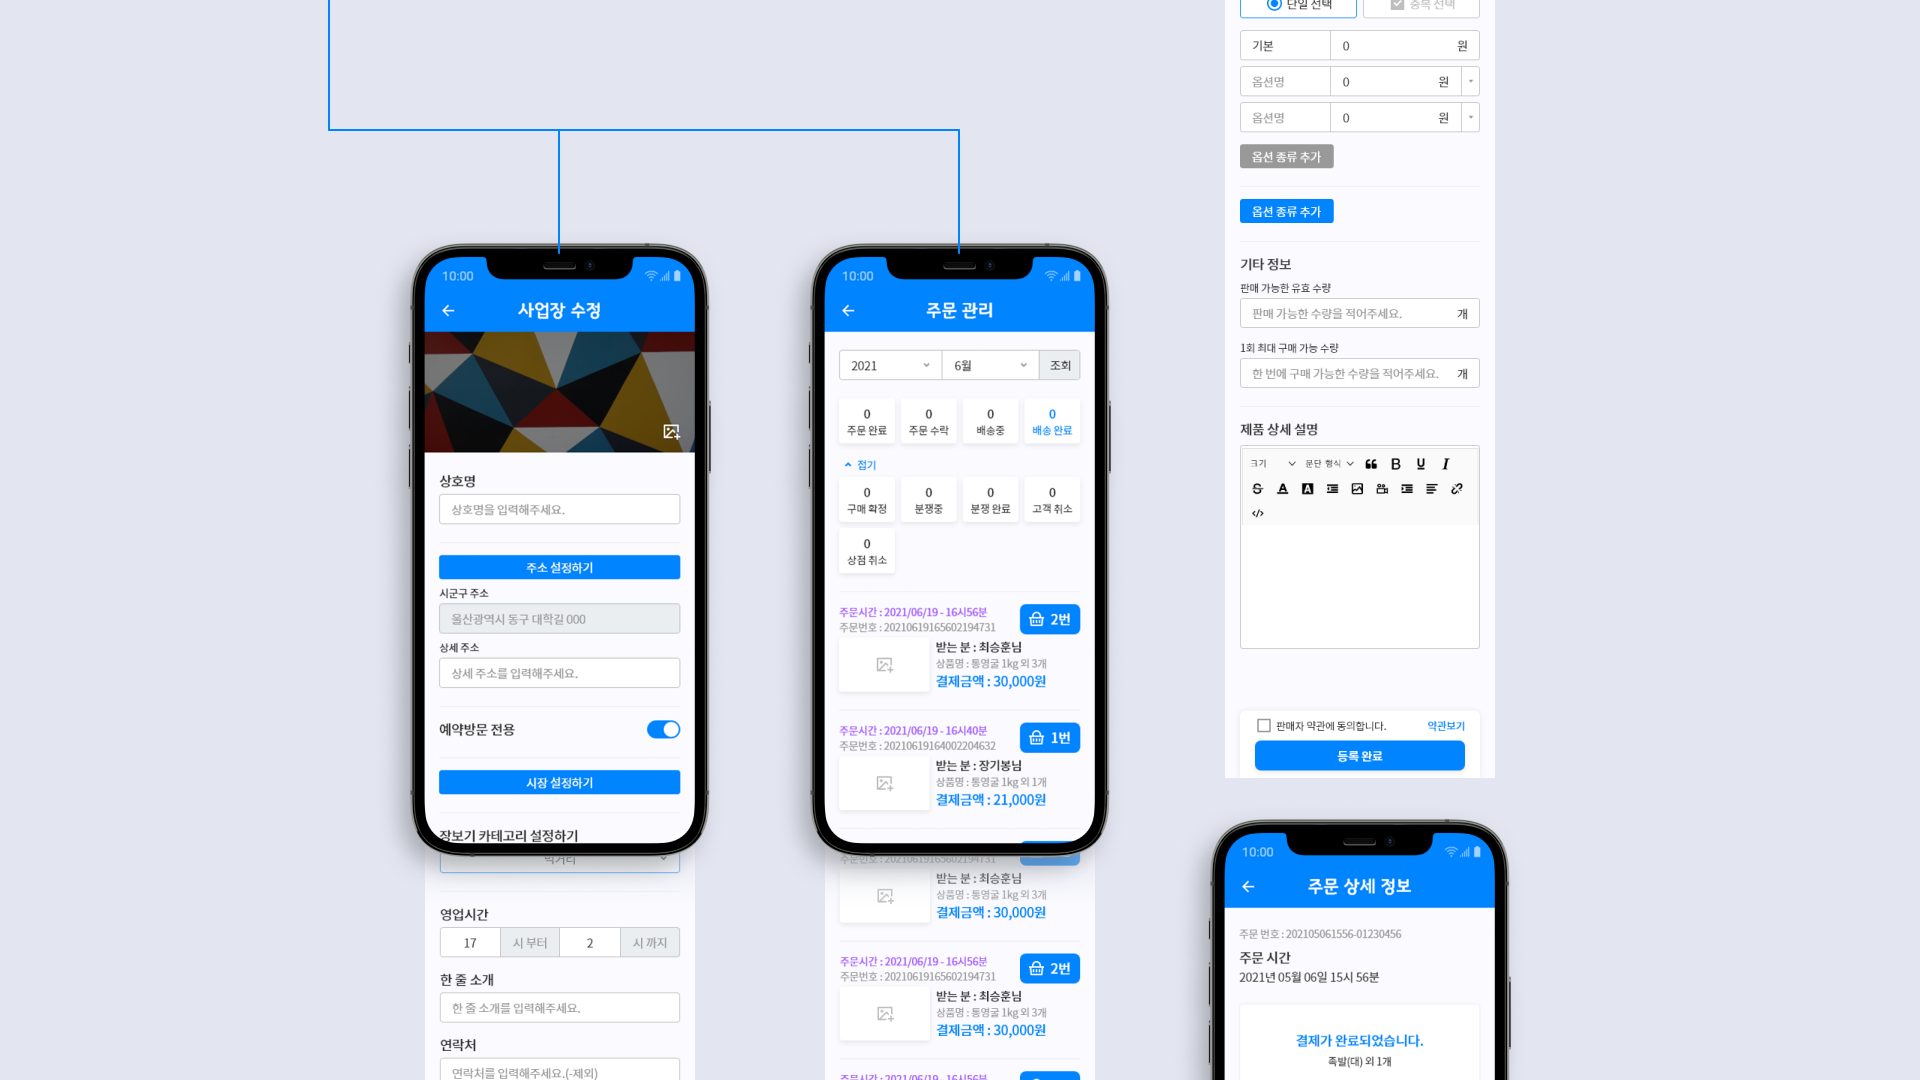 10:00
사업장 수정
상호명
상호명을 입력해주세요.
주소 설정하기
시군구 주소
울산광역시 동구 대학길 000
상세 주소
상세 주소를 입력해주세요.
예약방문 전용
시장 설정하기
장보기 카테고리 설정하기
먹거리
영업시간
17 시 부터 2 시 까지
한 줄 소개
한 줄 소개를 입력해주세요.
연락처
연락처를 입력해주세요.(-제외)
10:00
주문 관리
2021 6월 조회
0 0 0 0
주문 완료 주문 수락 배송중 배송 완료
접기
0 0 0 0
구매 확정 분쟁중 분쟁 완료 고객 취소
0
상점 취소
주문시간 : 2021/06/19 - 16시56분
주문번호 : 20210619165602194731
2번
받는 분 : 최승훈님
상품명 : 통영굴 1kg 외 3개
결제금액 : 30,000원
주문시간 : 2021/06/19 - 16시40분
주문번호 : 20210619164002204632
1번
받는 분 : 장기봉님
상품명 : 통영굴 1kg 외 1개
결제금액 : 21,000원
주문번호 : 20210619165602194731
받는 분 : 최승훈님
상품명 : 통영굴 1kg 외 3개
결제금액 : 30,000원
주문시간 : 2021/06/19 - 16시56분
주문번호 : 20210619165602194731
2번
받는 분 : 최승훈님
상품명 : 통영굴 1kg 외 3개
결제금액 : 30,000원
주문시간 : 2021/06/19 - 16시56분
단일 선택 중복 선택
기본 0 원
옵션명 0 원
옵션명 0 원
옵션 종류 추가
옵션 종류 추가
기타 정보
판매 가능한 유효 수량
판매 가능한 수량을 적어주세요. 개
1회 최대 구매 가능 수량
한 번에 구매 가능한 수량을 적어주세요. 개
제품 상세 설명
크기 문단 형식 B U I
S A A
</>
판매자 약관에 동의합니다. 약관보기
등록 완료
10:00
주문 상세 정보
주문 번호 : 202105061556-01230456
주문 시간
2021년 05월 06일 15시 56분
결제가 완료되었습니다.
족발(대) 외 1개